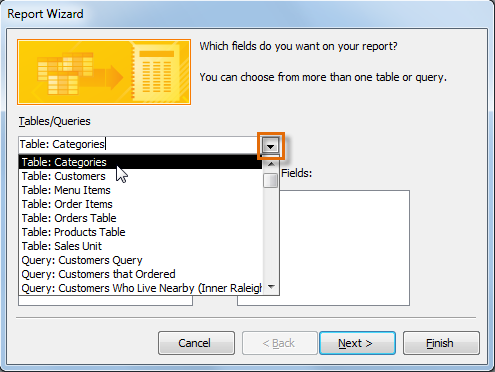 Report Wizard
Which fields do you want on your report?
You can choose from more than one table or query.
Tables/Queries
Table: Categories
Table: Categories
Table: Customers
Table: Menu Items
Table: Order Items
Table: Orders Table
Table: Products Table
Table: Sales Unit
Query: Customers Query
Query: Customers that Ordered
Query: Customers Who Live Nearby (Inner Raleigh
Fields:
Cancel
< Back
Next >
Finish